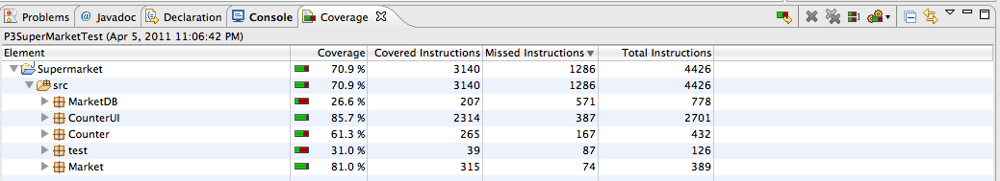 Problems @ Javadoc Declaration Console Coverage
P3SuperMarketTest (Apr 5, 2011 11:06:42 PM)
Element Coverage Covered Instructions Missed Instructions Total Instructions
Supermarket 70.9 % 3140 1286 4426
src 70.9 % 3140 1286 4426
MarketDB 26.6 % 207 571 778
CounterUI 85.7 % 2314 387 2701
Counter 61.3 % 265 167 432
test 31.0 % 39 87 126
Market 81.0 % 315 74 389